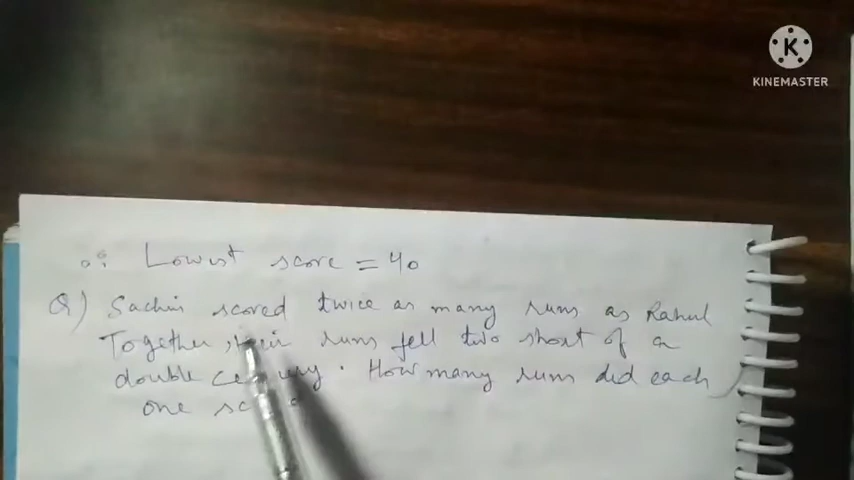 K
KINEMASTER
∴ Lowest score = 40
Q) Sachin scored twice as many runs as Rahul
Together, their runs fell two short of a
double century. How many runs did each
one